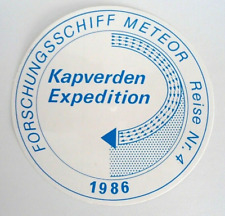 FORSCHUNGSSCHIFF METEOR Reise Nr. 4
Kapverden
Expedition
1986